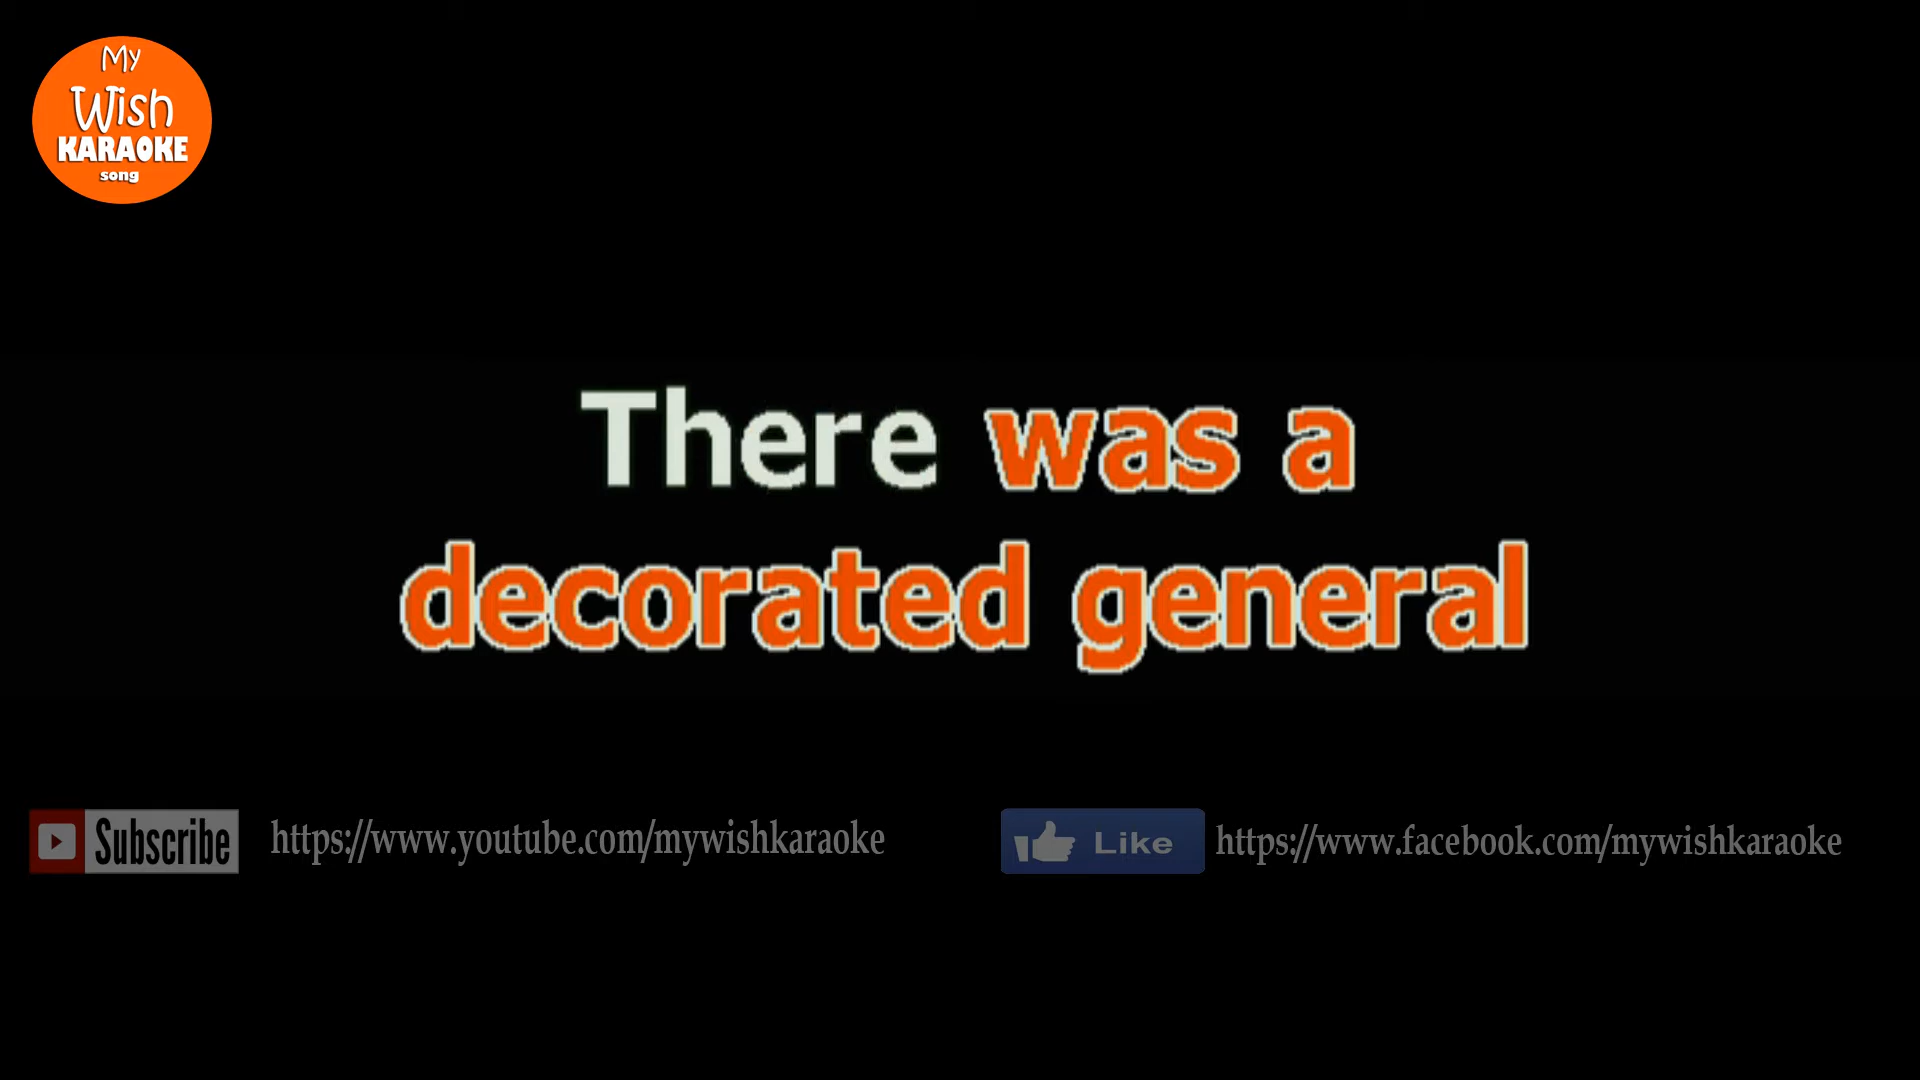 My
Wish
KARAOKE
song
There was a
decorated general
Subscribe
https://www.youtube.com/mywishkaraoke
Like
https://www.facebook.com/mywishkaraoke